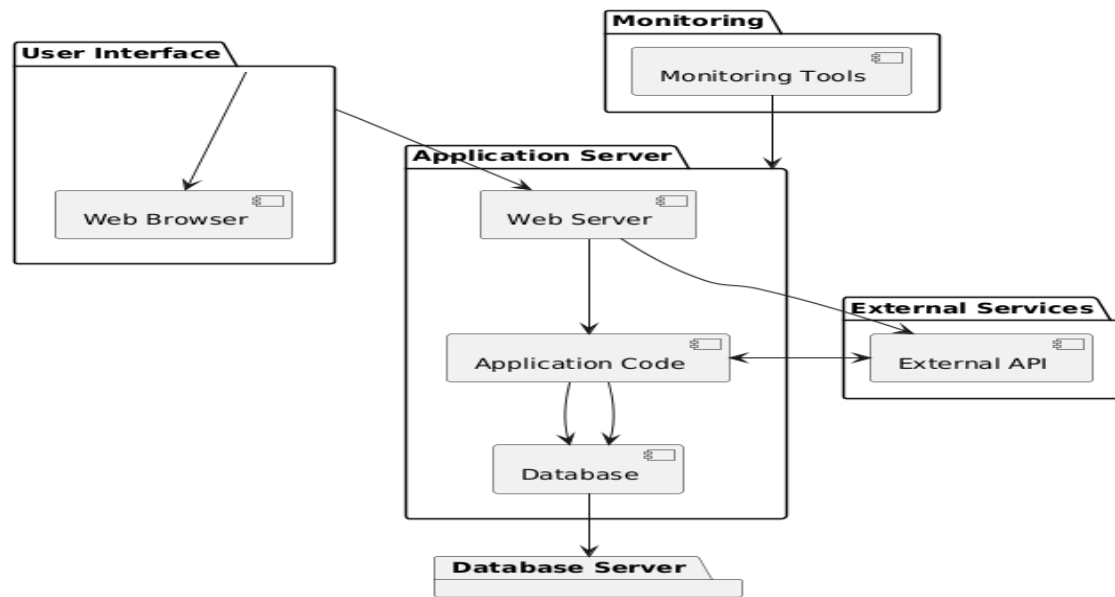 Monitoring
User Interface
Monitoring Tools
Application Server
Web Browser
Web Server
External Services
Application Code
External API
Database
Database Server